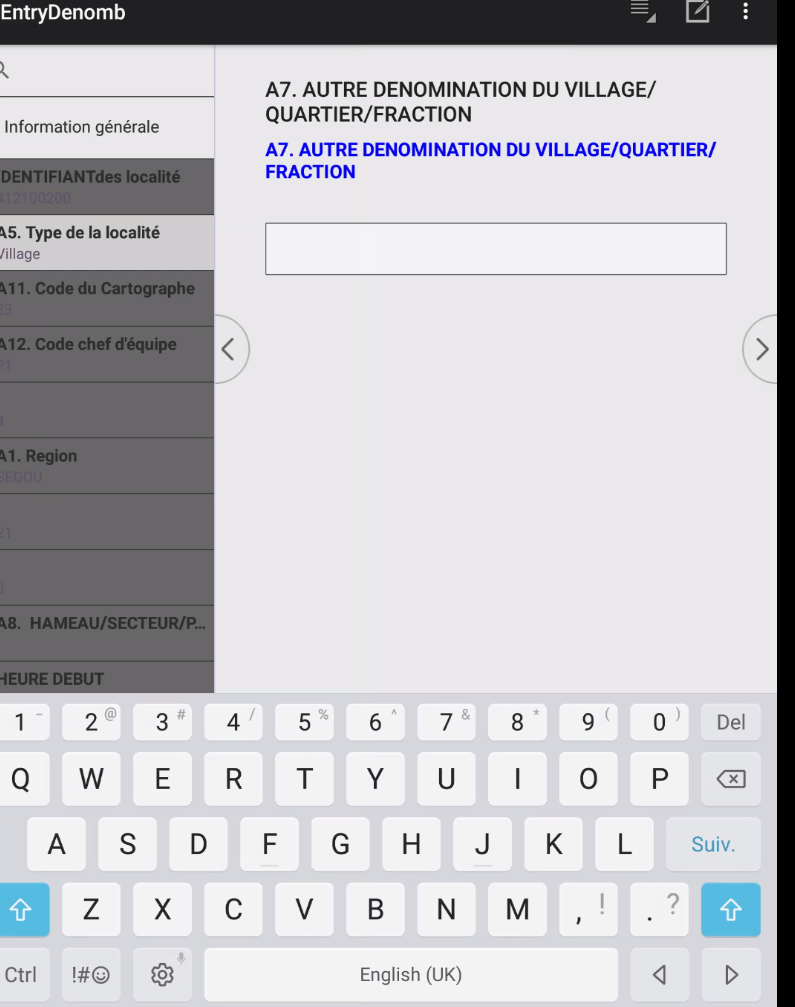 EntryDenomb
Information générale
IDENTIFIANTdes localité
412100200
A5. Type de la localité
Village
A11. Code du Cartographe
23
A12. Code chef d'équipe
21
4
A1. Region
SEGOU
21
A8. HAMEAU/SECTEUR/P...
HEURE DEBUT
A7. AUTRE DENOMINATION DU VILLAGE/
QUARTIER/FRACTION
A7. AUTRE DENOMINATION DU VILLAGE/QUARTIER/
FRACTION
1 - 2 @ 3 # 4 / 5 % 6 ^ 7 & 8 * 9 ( 0 ) Del
Q W E R T Y U I O P
A S D F G H J K L Suiv.
Z X C V B N M , ! . ?
Ctrl !#☺ English (UK)